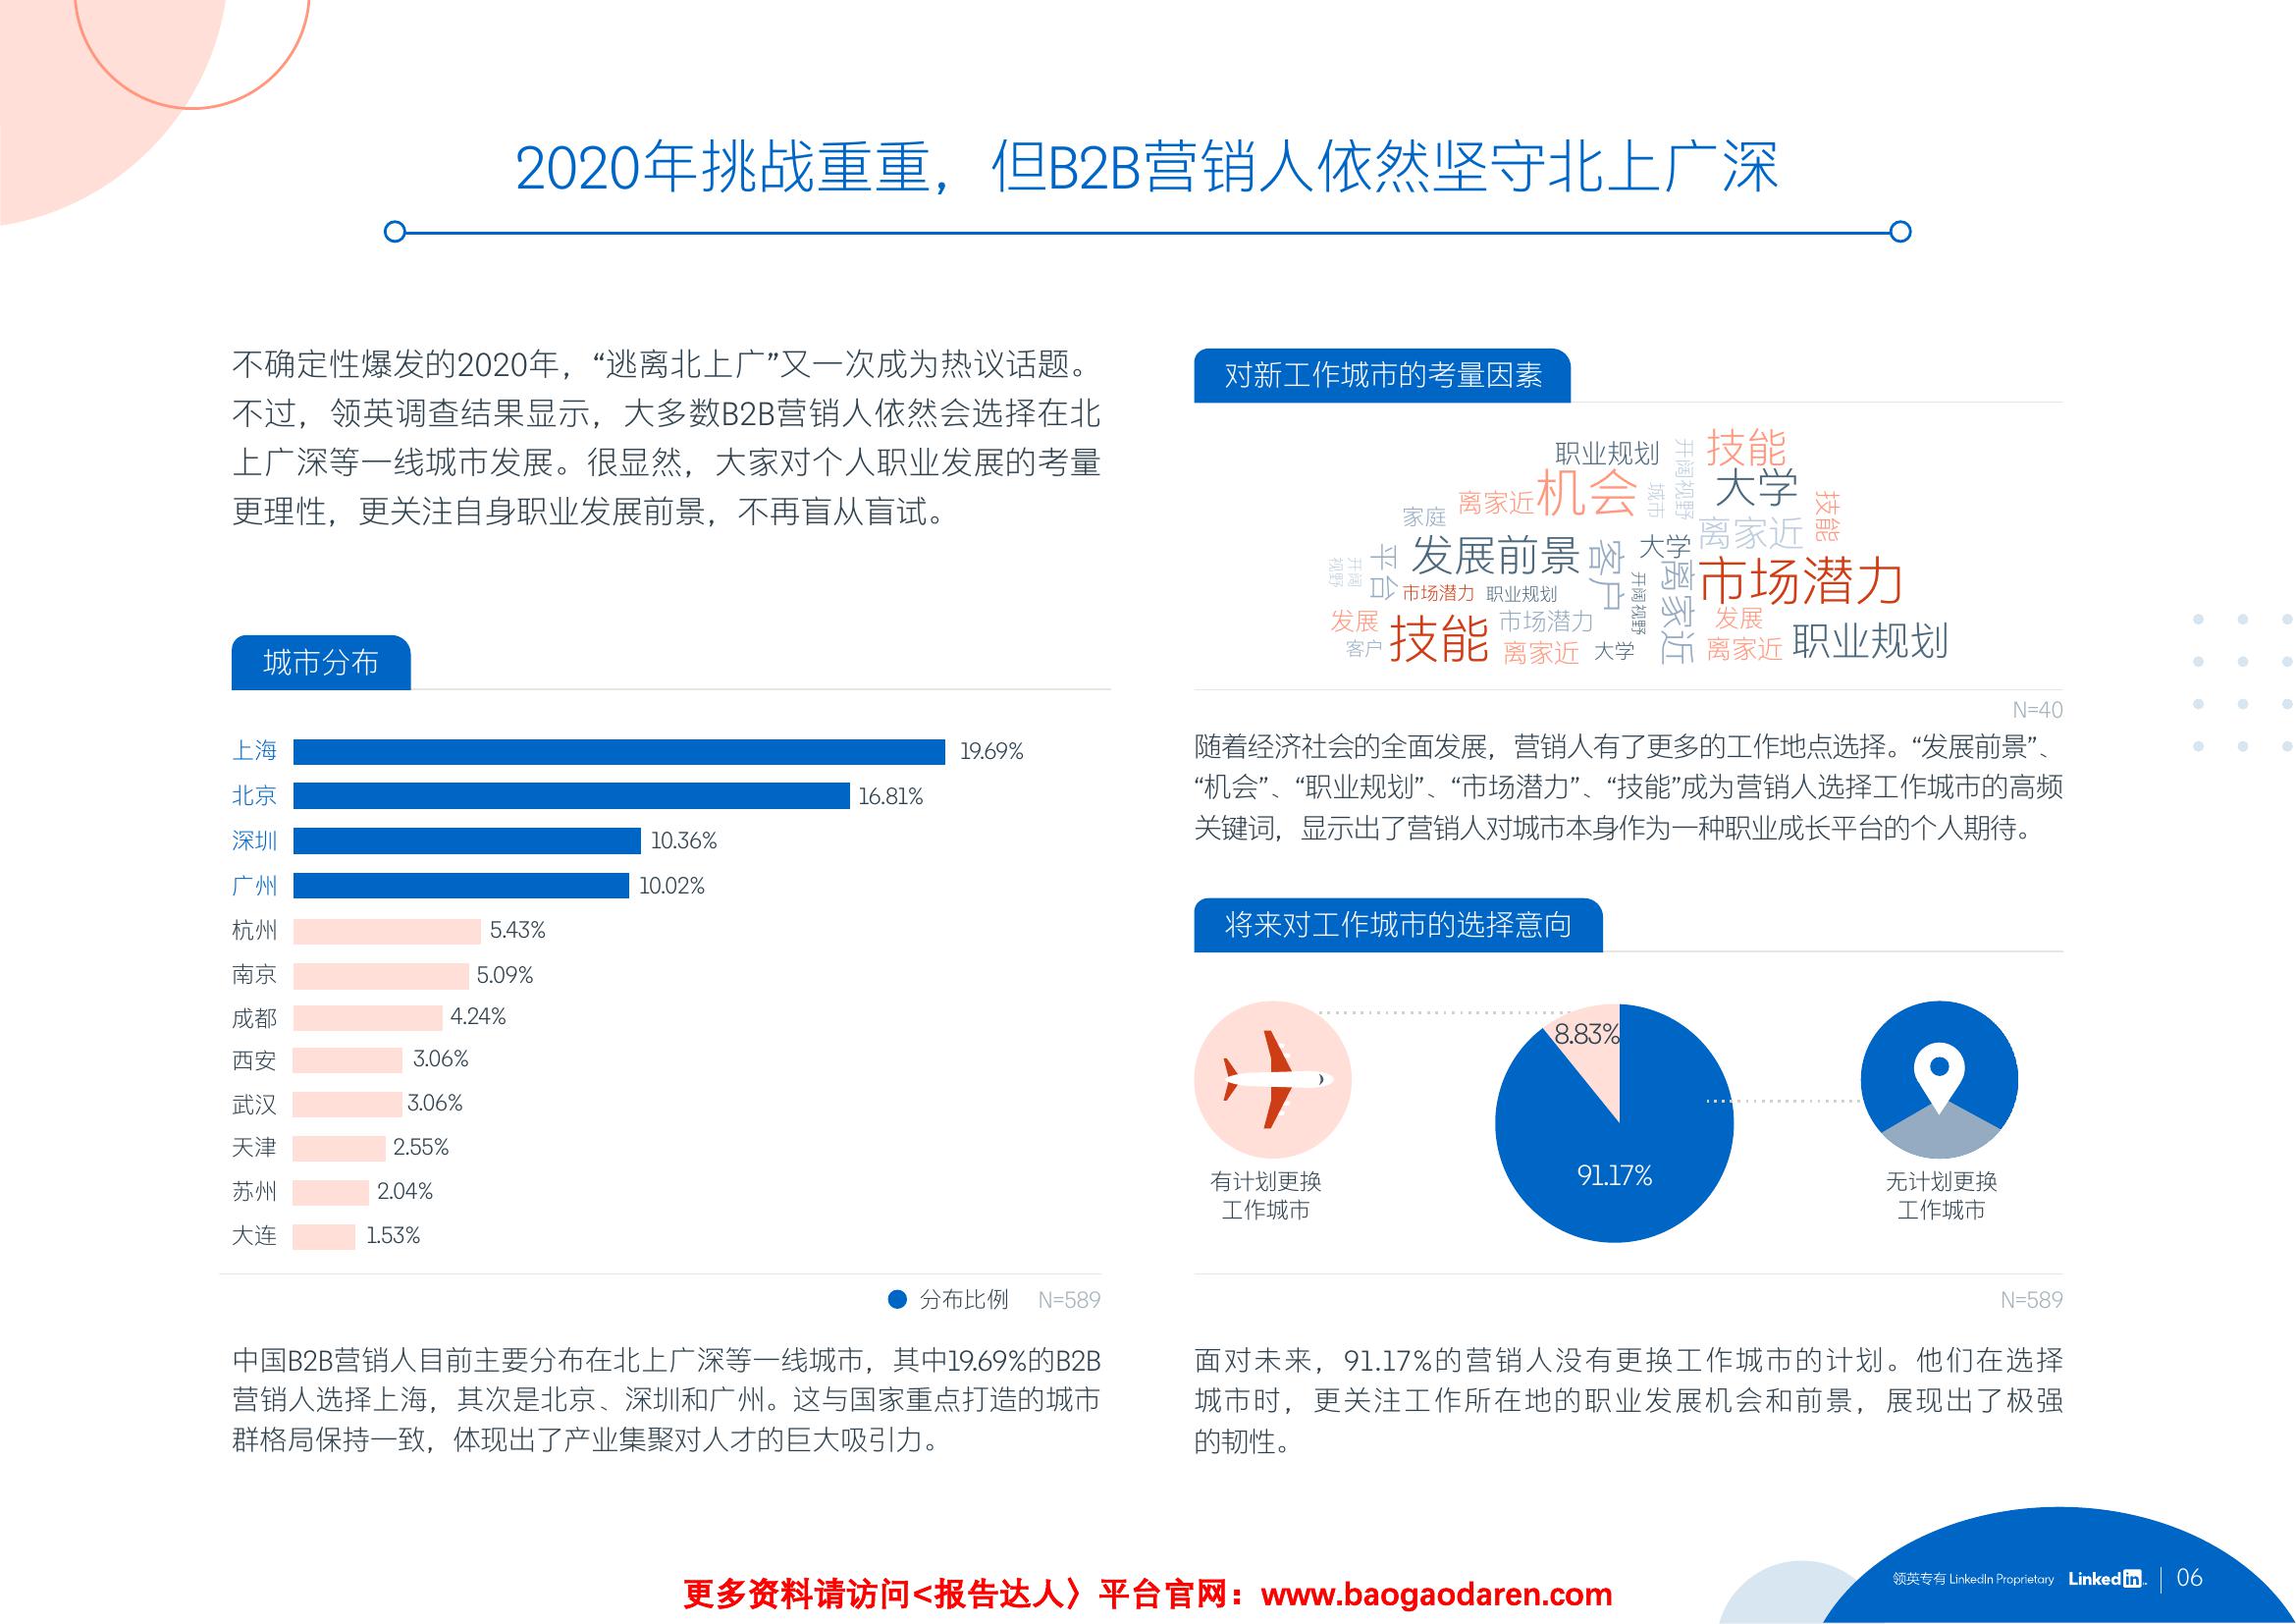 2020年挑战重重，但B2B营销人依然坚守北上广深
不确定性爆发的2020年，“逃离北上广”又一次成为热议话题。
不过，领英调查结果显示，大多数B2B营销人依然会选择在北
上广深等一线城市发展。很显然，大家对个人职业发展的考量
更理性，更关注自身职业发展前景，不再盲从盲试。
城市分布
上海 19.69%
北京 16.81%
深圳 10.36%
广州 10.02%
杭州 5.43%
南京 5.09%
成都 4.24%
西安 3.06%
武汉 3.06%
天津 2.55%
苏州 2.04%
大连 1.53%
分布比例 N=589
中国B2B营销人目前主要分布在北上广深等一线城市，其中19.69%的B2B
营销人选择上海，其次是北京、深圳和广州。这与国家重点打造的城市
群格局保持一致，体现出了产业集聚对人才的巨大吸引力。
对新工作城市的考量因素
职业规划
开阔视野
技能
离家近
机会
城市
大学
技能
家庭
离家近
发展前景
客户
大学
市场潜力
开阔
视野
平台
市场潜力
职业规划
开阔视野
离家近
发展
技能
市场潜力
发展
职业规划
客户
离家近
大学
离家近
N=40
随着经济社会的全面发展，营销人有了更多的工作地点选择。“发展前景”、
“机会”、“职业规划”、“市场潜力”、“技能”成为营销人选择工作城市的高频
关键词，显示出了营销人对城市本身作为一种职业成长平台的个人期待。
将来对工作城市的选择意向
8.83%
91.17%
有计划更换
工作城市
无计划更换
工作城市
N=589
面对未来，91.17%的营销人没有更换工作城市的计划。他们在选择
城市时，更关注工作所在地的职业发展机会和前景，展现出了极强
的韧性。
领英专有 LinkedIn Proprietary LinkedIn 06
更多资料请访问<报告达人〉平台官网：www.baogaodaren.com